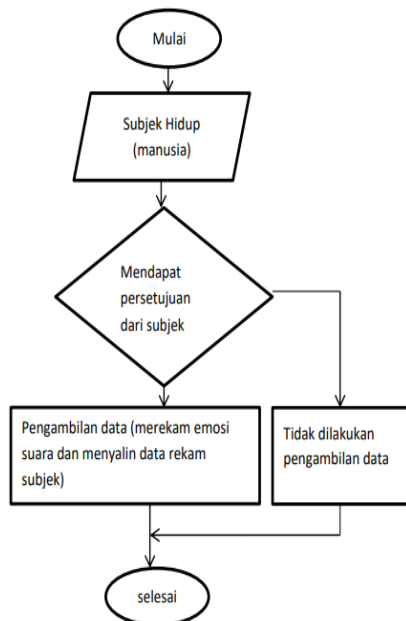 Mulai
Subjek Hidup
(manusia)
Mendapat
persetujuan
dari subjek
Pengambilan data (merekam emosi
suara dan menyalin data rekam
subjek)
Tidak dilakukan
pengambilan data
selesai